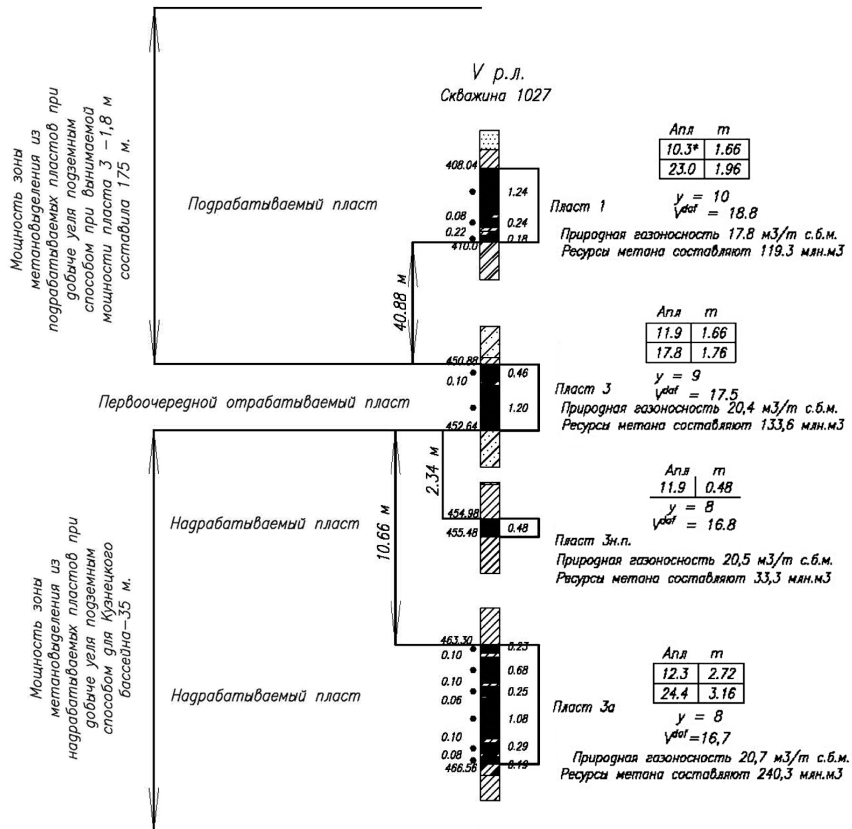 V р.л.
Скважина 1027
Мощность зоны
метановыделения из
подрабатываемых пластов при
добыче угля подземным
способом при вынимаемой
мощности пласта 3 -1,8 м
составила 175 м.
Подрабатываемый пласт
408.04
1.24
0.08
0.24
0.22
0.18
410.0
Пласт 1
Апл m
10.3* 1.66
23.0 1.96
y = 10
Vdaf = 18.8
Природная газоносность 17.8 м3/т с.б.м.
Ресурсы метана составляют 119.3 млн.м3
40.88 м
Первоочередной отрабатываемый пласт
450.88
0.46
0.10
1.20
452.64
Пласт 3
Апл m
11.9 1.66
17.8 1.76
y = 9
Vdaf = 17.5
Природная газоносность 20,4 м3/т с.б.м.
Ресурсы метана составляют 133,6 млн.м3
Мощность зоны
метановыделения из
надрабатываемых пластов при
добыче угля подземным
способом для Кузнецкого
бассейна-35 м.
2.34 м
10.66 м
Надрабатываемый пласт
454.98
0.48
455.48
Пласт 3н.п.
Апл m
11.9 0.48
y = 8
Vdaf = 16.8
Природная газоносность 20,5 м3/т с.б.м.
Ресурсы метана составляют 33,3 млн.м3
Надрабатываемый пласт
463.30
0.23
0.10
0.68
0.10
0.25
0.06
1.08
0.10
0.29
0.08
0.19
466.56
Пласт 3а
Апл m
12.3 2.72
24.4 3.16
y = 8
Vdaf=16,7
Природная газоносность 20,7 м3/т с.б.м.
Ресурсы метана составляют 240,3 млн.м3